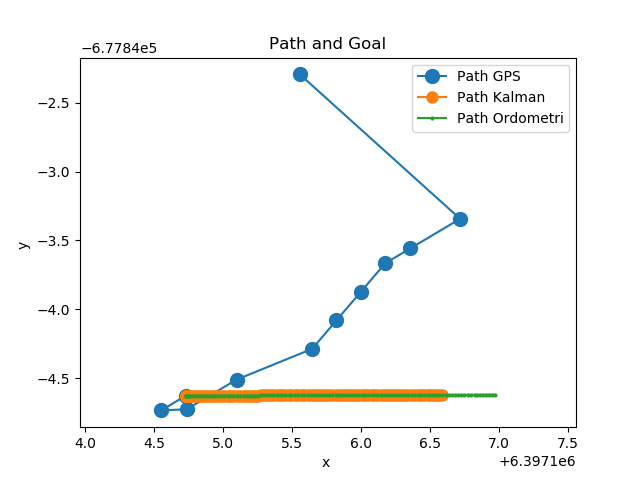 Path and Goal
−6.7784e5
Path GPS
Path Kalman
Path Ordometri
−2.5
−3.0
−3.5
−4.0
−4.5
y
4.0 4.5 5.0 5.5 6.0 6.5 7.0 7.5
x
+6.3971e6